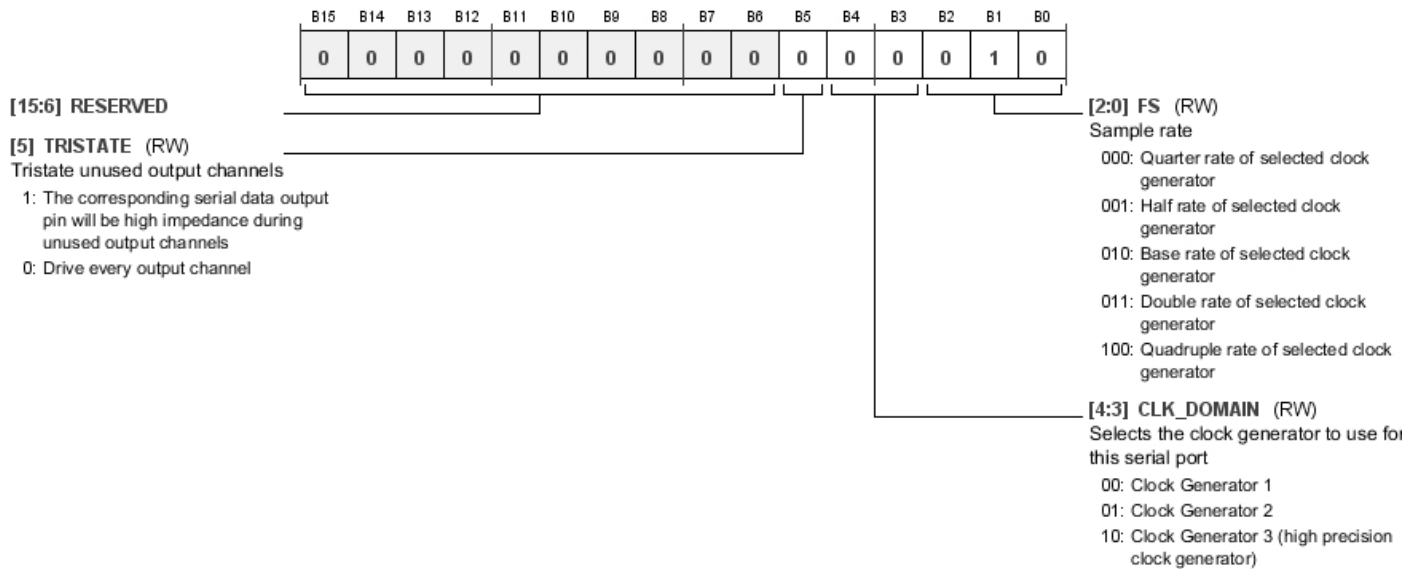 B15 B14 B13 B12 B11 B10 B9 B8 B7 B6 B5 B4 B3 B2 B1 B0
0 0 0 0 0 0 0 0 0 0 0 0 0 0 1 0
[15:6] RESERVED
[5] TRISTATE (RW)
Tristate unused output channels
1: The corresponding serial data output
pin will be high impedance during
unused output channels
0: Drive every output channel
[2:0] FS (RW)
Sample rate
000: Quarter rate of selected clock
generator
001: Half rate of selected clock
generator
010: Base rate of selected clock
generator
011: Double rate of selected clock
generator
100: Quadruple rate of selected clock
generator
[4:3] CLK_DOMAIN (RW)
Selects the clock generator to use for
this serial port
00: Clock Generator 1
01: Clock Generator 2
10: Clock Generator 3 (high precision
clock generator)